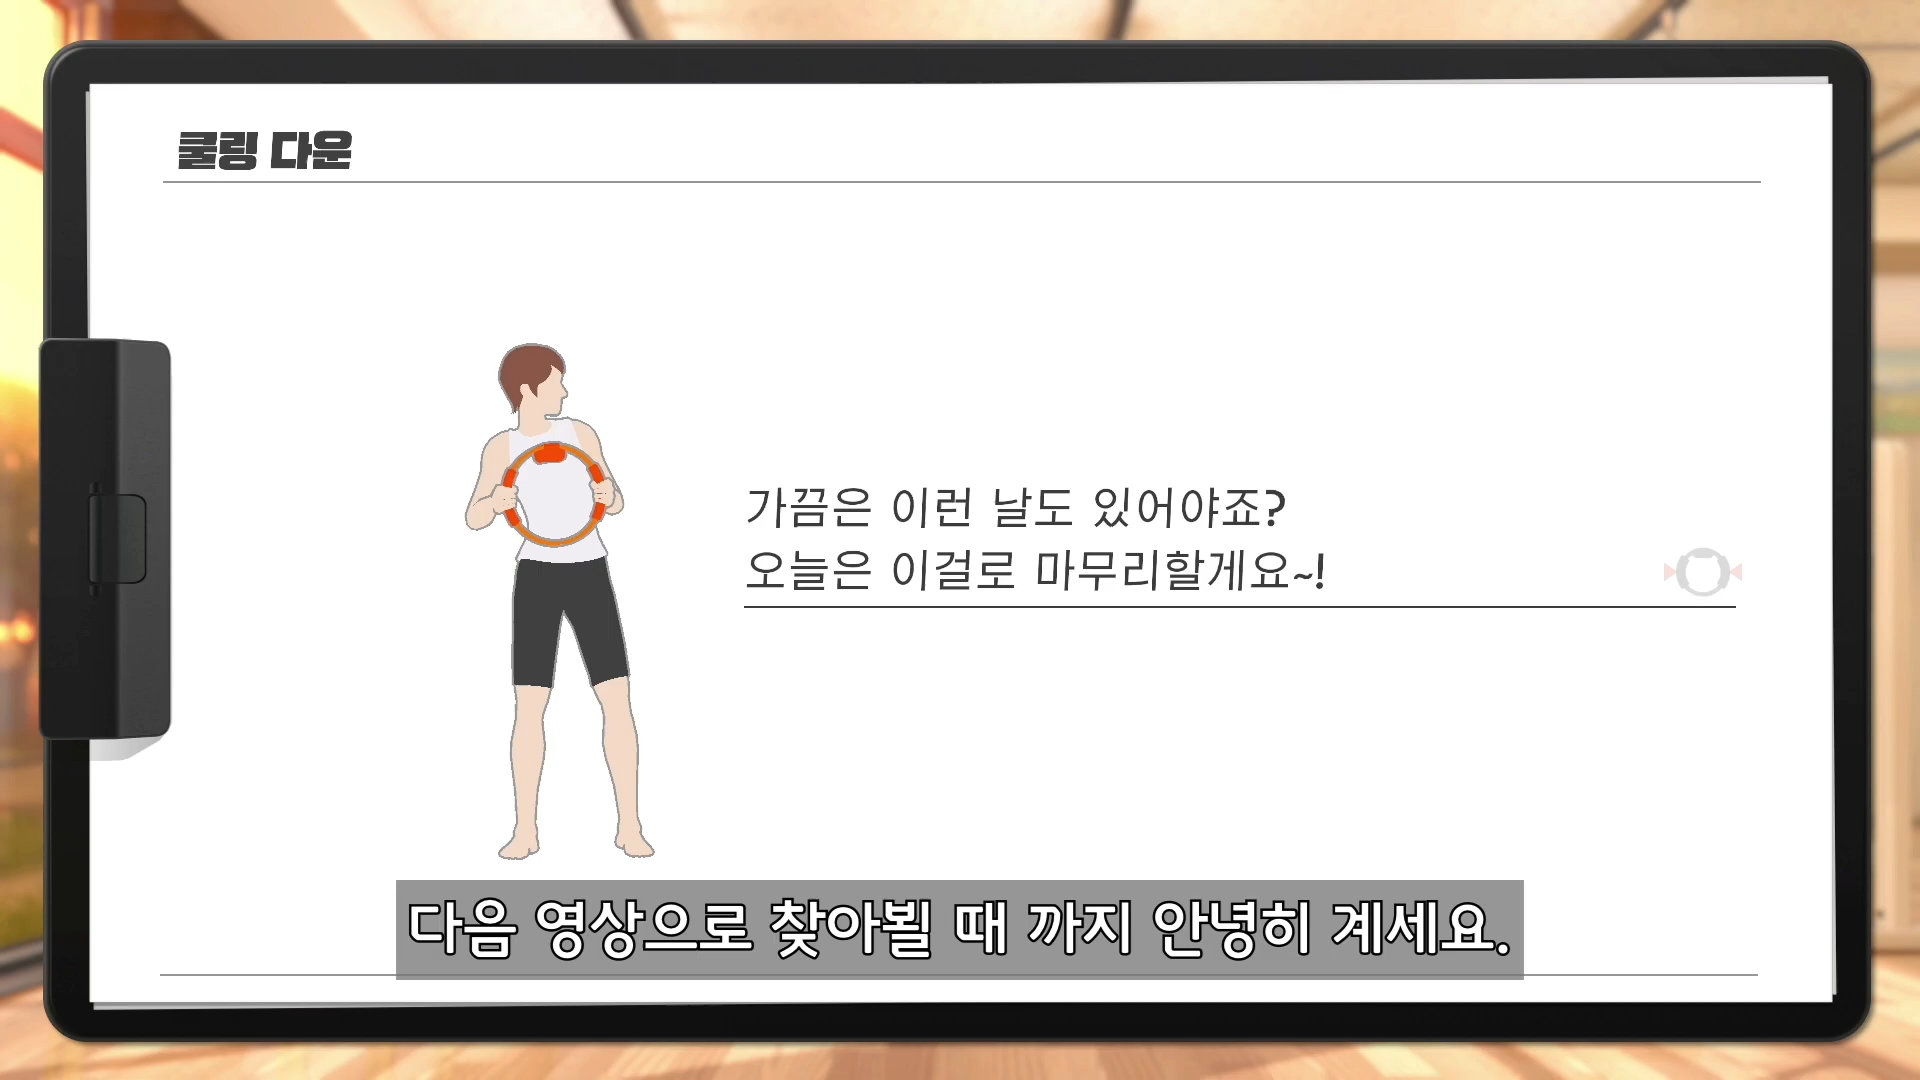 쿨링 다운
가끔은 이런 날도 있어야죠?
오늘은 이걸로 마무리할게요~!
다음 영상으로 찾아뵐 때 까지 안녕히 계세요.